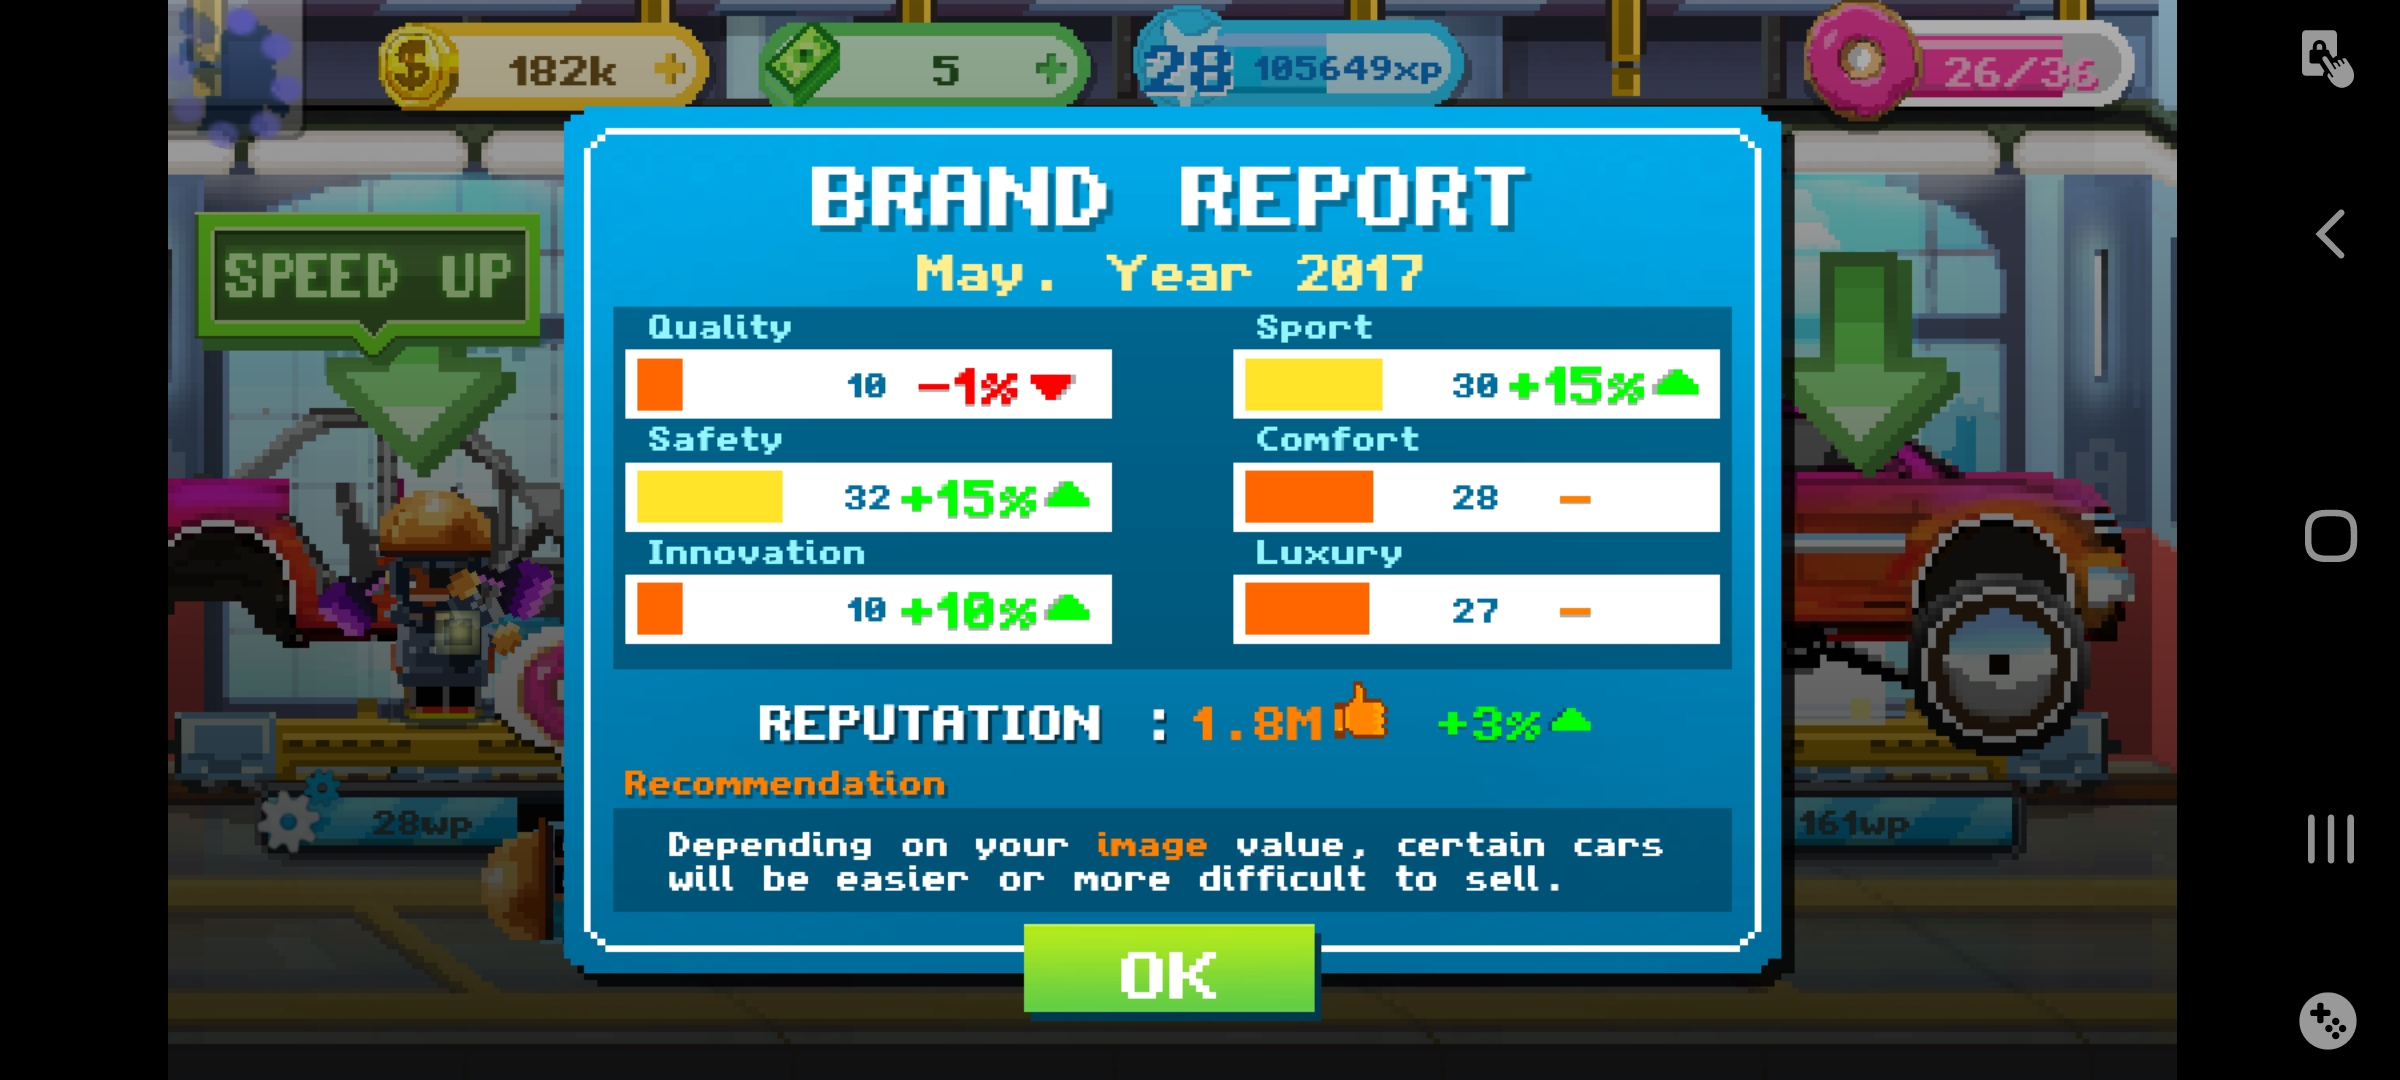 182k
5
28 105649xp
26/36
SPEED UP
BRAND REPORT
May. Year 2017
Quality
10 -1%
Sport
30 +15%
Safety
32 +15%
Comfort
28 -
Innovation
10 +10%
Luxury
27 -
REPUTATION : 1.8M +3%
Recommendation
Depending on your image value, certain cars
will be easier or more difficult to sell.
28wp
161wp
OK